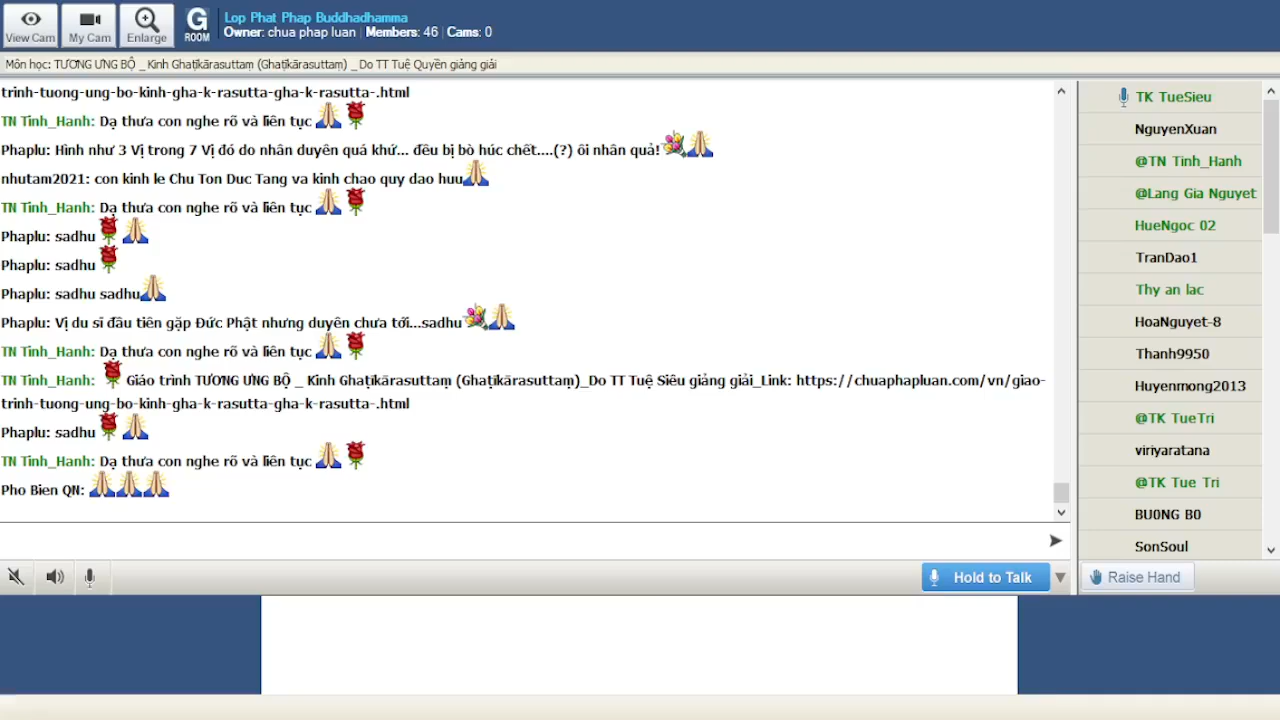 View Cam
My Cam
Enlarge
G
ROOM
Lop Phat Phap Buddhadhamma
Owner: chua phap luan | Members: 46 | Cams: 0
Môn học: TƯƠNG ƯNG BỘ _ Kinh Ghaṭīkārasuttaṃ (Ghaṭīkārasuttaṃ) _ Do TT Tuệ Quyền giảng giải
trinh-tuong-ung-bo-kinh-gha-k-rasutta-gha-k-rasutta-.html
TN Tinh_Hanh: Dạ thưa con nghe rõ và liên tục
Phaplu: Hình như 3 Vị trong 7 Vị đó do nhân duyên quá khứ... đều bị bò húc chết....(?) ôi nhân quả!
nhutam2021: con kinh le Chu Ton Duc Tang va kinh chao quy dao huu
TN Tinh_Hanh: Dạ thưa con nghe rõ và liên tục
Phaplu: sadhu
Phaplu: sadhu
Phaplu: sadhu sadhu
Phaplu: Vị du sĩ đầu tiên gặp Đức Phật nhưng duyên chưa tới...sadhu
TN Tinh_Hanh: Dạ thưa con nghe rõ và liên tục
TN Tinh_Hanh: Giáo trình TƯƠNG ƯNG BỘ _ Kinh Ghaṭīkārasuttaṃ (Ghaṭīkārasuttaṃ)_Do TT Tuệ Siêu giảng giải_Link: https://chuaphapluan.com/vn/giao-
trinh-tuong-ung-bo-kinh-gha-k-rasutta-gha-k-rasutta-.html
Phaplu: sadhu
TN Tinh_Hanh: Dạ thưa con nghe rõ và liên tục
Pho Bien QN:
TK TueSieu
NguyenXuan
@TN Tinh_Hanh
@Lang Gia Nguyet
HueNgoc 02
TranDao1
Thy an lac
HoaNguyet-8
Thanh9950
Huyenmong2013
@TK TueTri
viriyaratana
@TK Tue Tri
BU0NG B0
SonSoul
Hold to Talk
Raise Hand